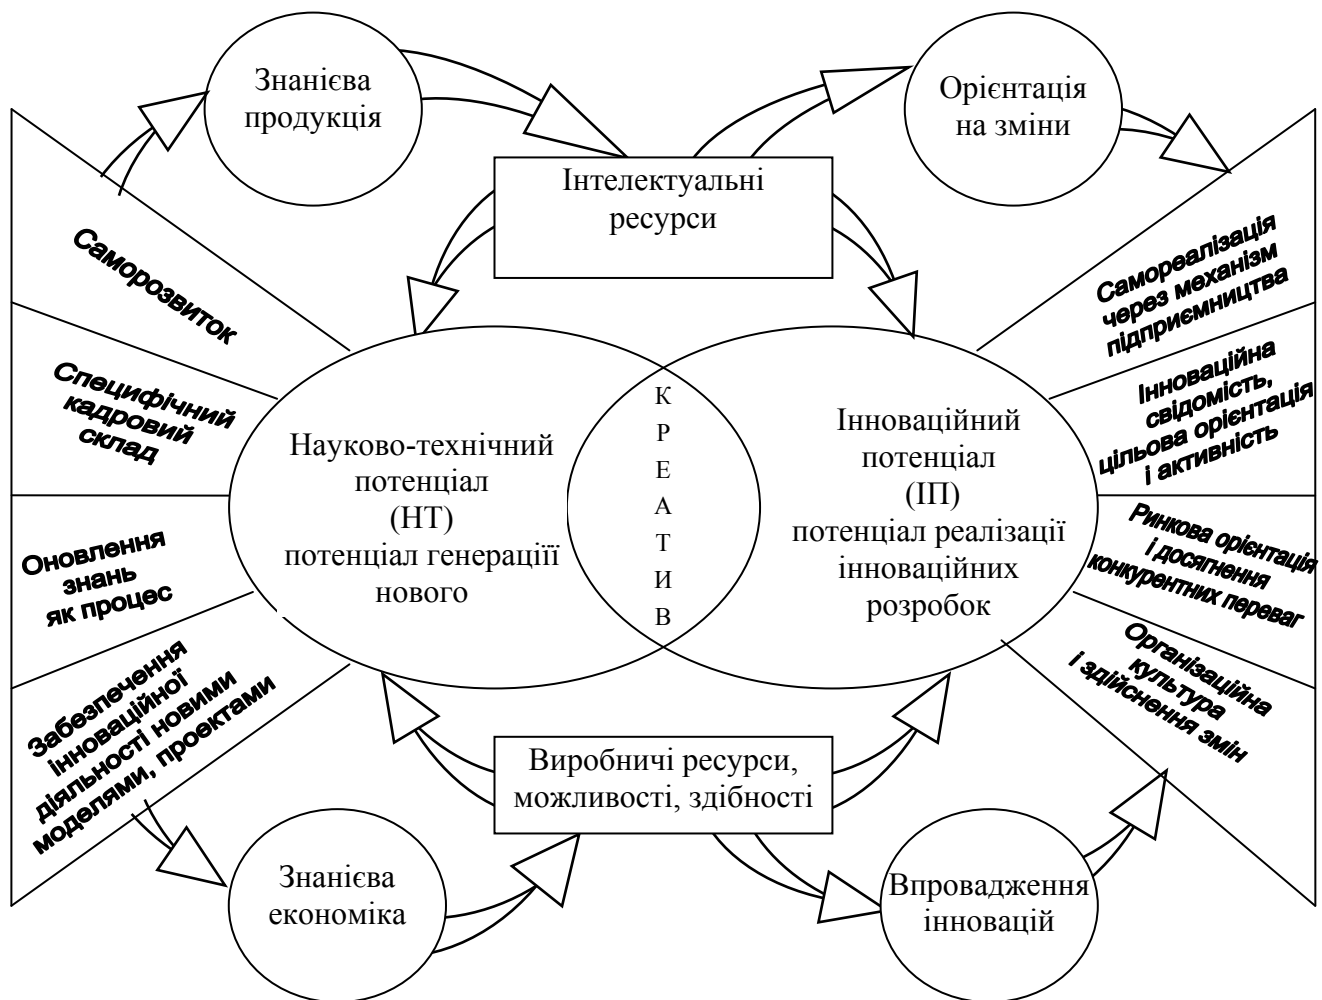 Знанієва
продукція
Орієнтація
на зміни
Інтелектуальні
ресурси
Саморозвиток
Специфічний
кадровий
склад
Оновлення
знань
як процес
Забезпечення
інноваційної
діяльності новими
моделями, проектами
Науково-технічний
потенціал
(НТ)
потенціал генераціїї
нового
К
Р
Е
А
Т
И
В
Інноваційний
потенціал
(ІП)
потенціал реалізації
інноваційних
розробок
Самореалізація
через механізм
підприємництва
Інноваційна
свідомість,
цільова орієнтація
і активність
Ринкова орієнтація
і досягнення
конкурентних переваг
Організаційна
культура
і здійснення змін
Виробничі ресурси,
можливості, здібності
Знанієва
економіка
Впровадження
інновацій